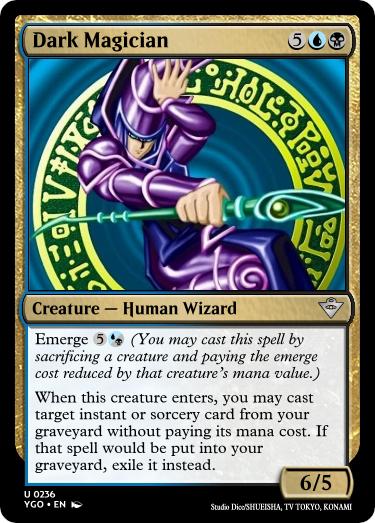 Dark Magician 5
Creature — Human Wizard
Emerge 5 (You may cast this spell by
sacrificing a creature and paying the emerge
cost reduced by that creature's mana value.)
When this creature enters, you may cast
target instant or sorcery card from your
graveyard without paying its mana cost. If
that spell would be put into your
graveyard, exile it instead.
6/5
U 0236
YGO • EN
Studio Dice/SHUEISHA, TV TOKYO, KONAMI